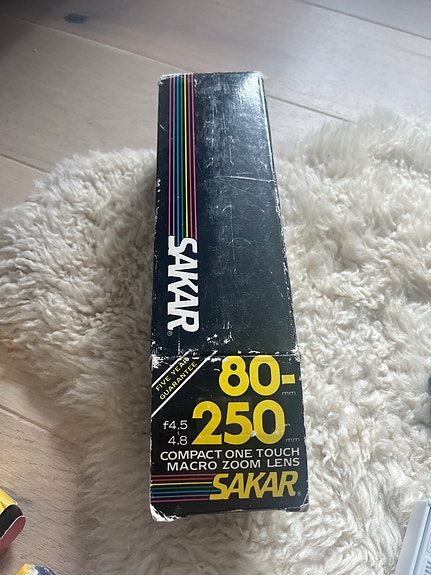 SAKAR®
FIVE YEAR
GUARANTEE
80-
mm
f4.5
4.8
250
mm
COMPACT ONE TOUCH
MACRO ZOOM LENS
SAKAR®